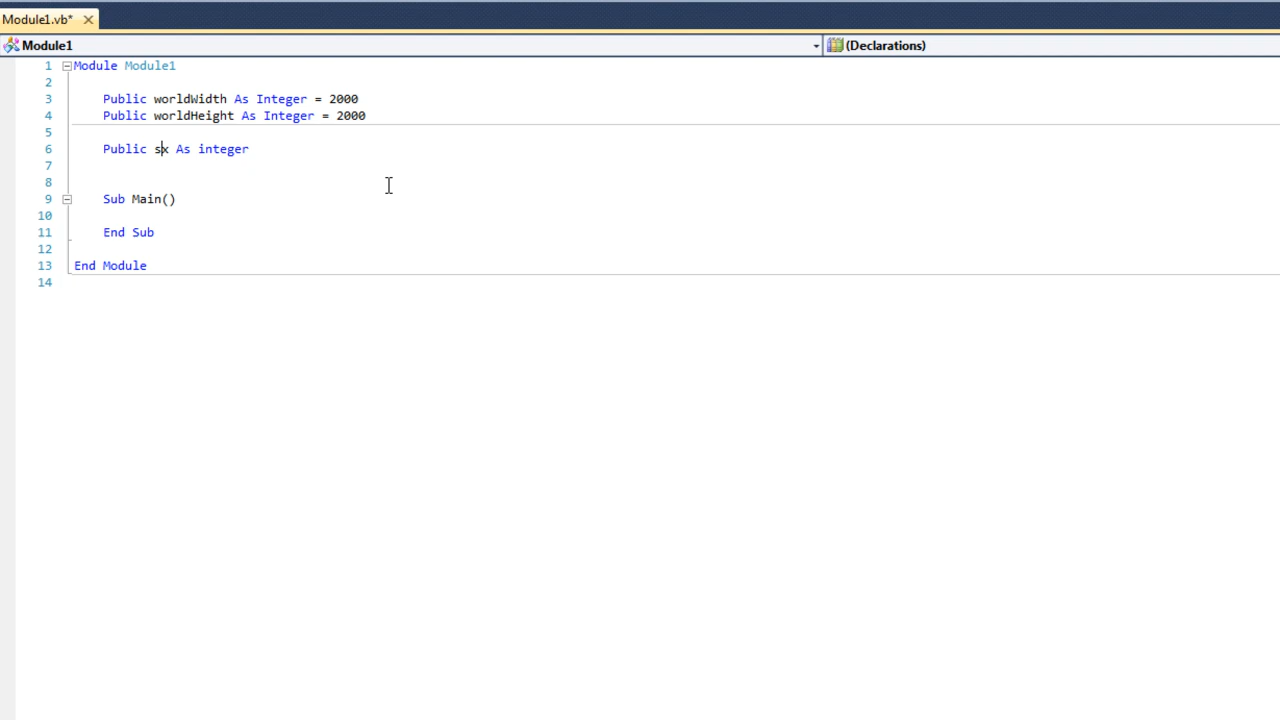 Module1.vb*
Module1 (Declarations)
1 Module Module1
2
3 Public worldWidth As Integer = 2000
4 Public worldHeight As Integer = 2000
5
6 Public sx As integer
7
8
9 Sub Main()
10
11 End Sub
12
13 End Module
14